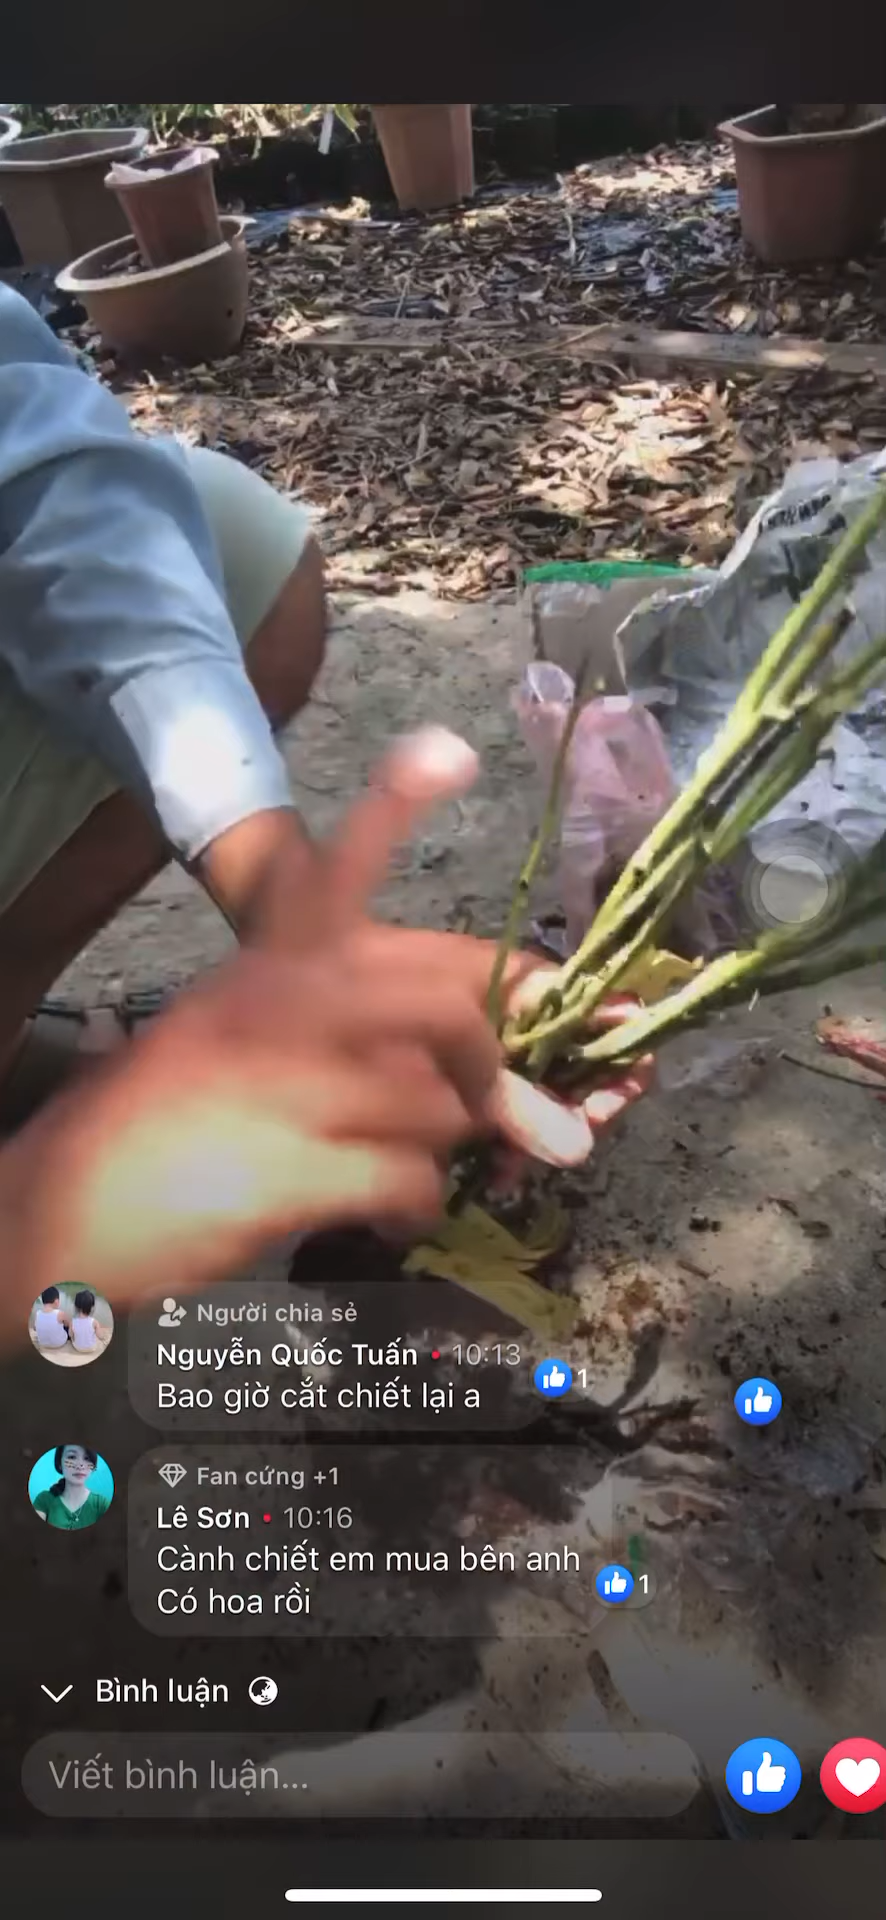 Người chia sẻ
Nguyễn Quốc Tuấn • 10:13
Bao giờ cắt chiết lại a
1
Fan cứng +1
Lê Sơn • 10:16
Cành chiết em mua bên anh
Có hoa rồi
1
Bình luận
Viết bình luận...